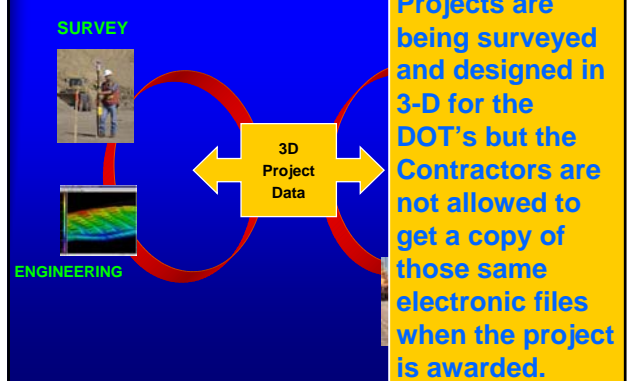 SURVEY
3D
Project
Data
ENGINEERING
Projects are
being surveyed
and designed in
3-D for the
DOT's but the
Contractors are
not allowed to
get a copy of
those same
electronic files
when the project
is awarded.